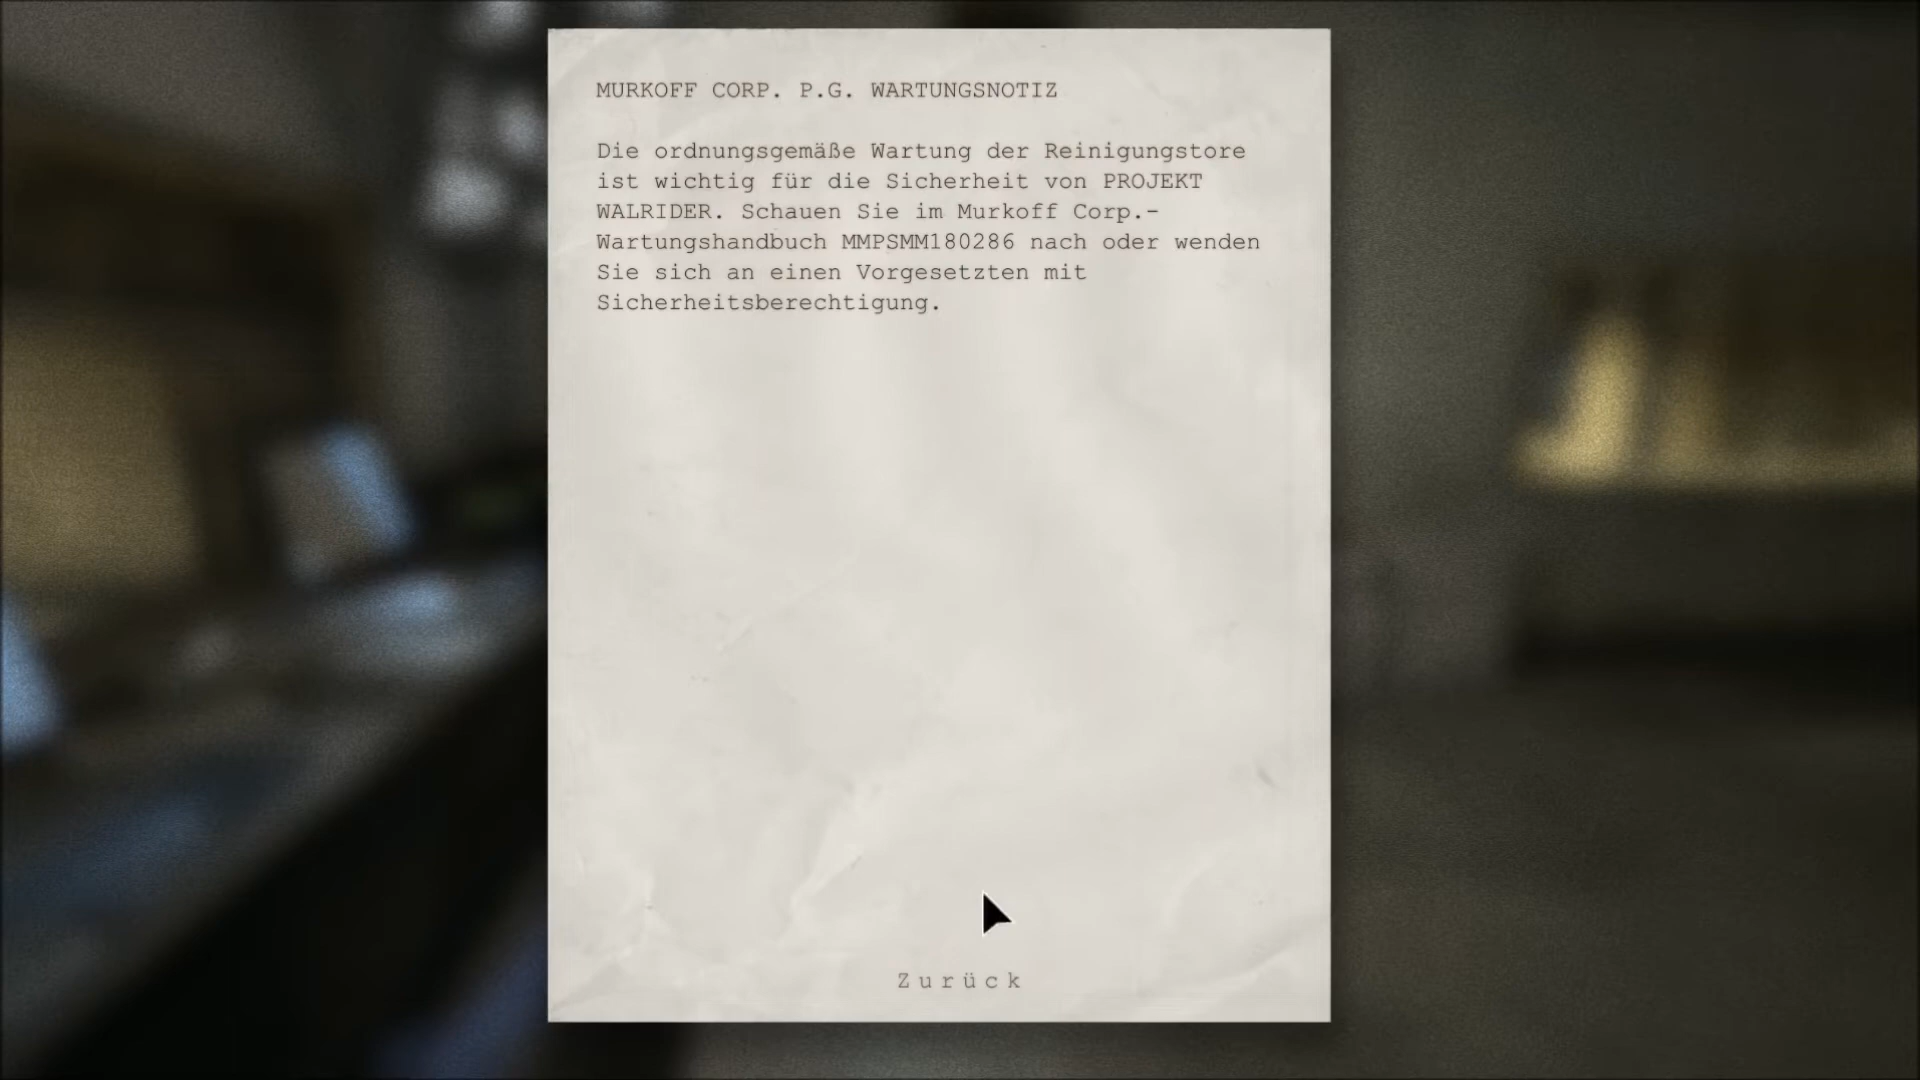 MURKOFF CORP. P.G. WARTUNGSNOTIZ
Die ordnungsgemäße Wartung der Reinigungstore
ist wichtig für die Sicherheit von PROJEKT
WALRIDER. Schauen Sie im Murkoff Corp.-
Wartungshandbuch MMPSMM180286 nach oder wenden
Sie sich an einen Vorgesetzten mit
Sicherheitsberechtigung.
Zurück